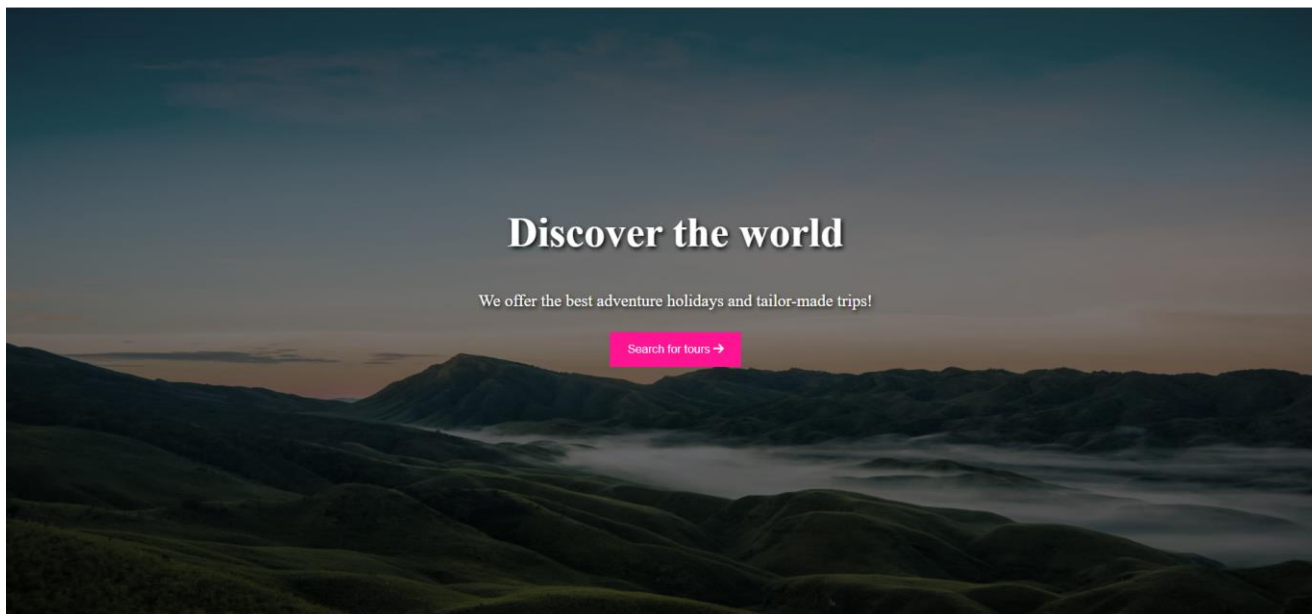 Discover the world
We offer the best adventure holidays and tailor-made trips!
Search for tours →